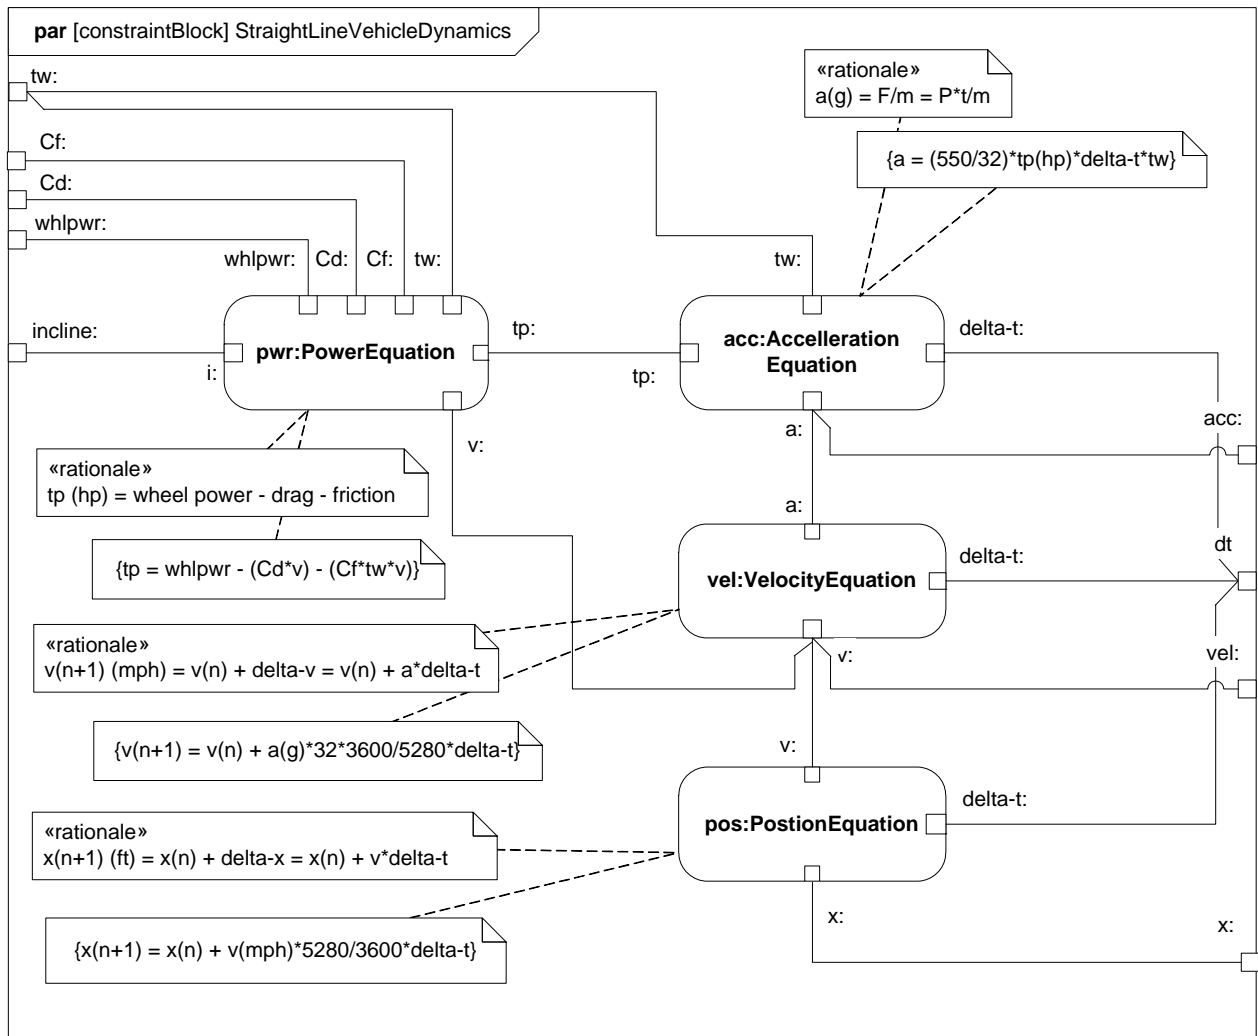 par [constraintBlock] StraightLineVehicleDynamics
tw:
«rationale»
a(g) = F/m = P*t/m
{a = (550/32)*tp(hp)*delta-t*tw}
Cf:
Cd:
whlpwr:
whlpwr:
Cd:
Cf:
tw:
tw:
incline:
i:
pwr:PowerEquation
tp:
tp:
acc:Accelleration
Equation
delta-t:
v:
a:
acc:
«rationale»
tp (hp) = wheel power - drag - friction
{tp = whlpwr - (Cd*v) - (Cf*tw*v)}
a:
vel:VelocityEquation
delta-t:
dt
«rationale»
v(n+1) (mph) = v(n) + delta-v = v(n) + a*delta-t
v:
vel:
{v(n+1) = v(n) + a(g)*32*3600/5280*delta-t}
v:
pos:PostionEquation
delta-t:
«rationale»
x(n+1) (ft) = x(n) + delta-x = x(n) + v*delta-t
x:
x:
{x(n+1) = x(n) + v(mph)*5280/3600*delta-t}